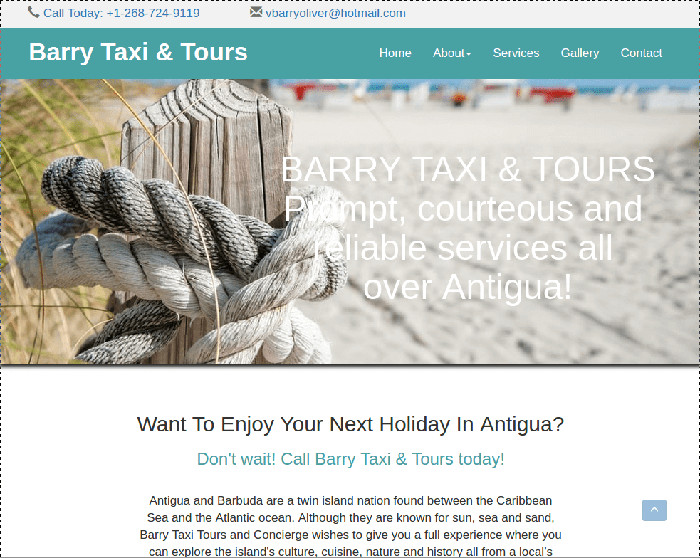 Call Today: +1-268-724-9119 vbarryoliver@hotmail.com
Barry Taxi & Tours Home About Services Gallery Contact
BARRY TAXI & TOURS
Prompt, courteous and
reliable services all
over Antigua!
Want To Enjoy Your Next Holiday In Antigua?
Don't wait! Call Barry Taxi & Tours today!
Antigua and Barbuda are a twin island nation found between the Caribbean
Sea and the Atlantic ocean. Although they are known for sun, sea and sand,
Barry Taxi Tours and Concierge wishes to give you a full experience where you
can explore the island's culture, cuisine, nature and history all from a local's